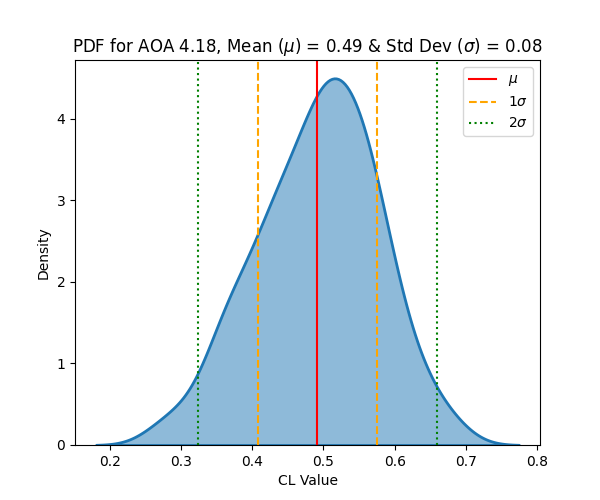 PDF for AOA 4.18, Mean (μ) = 0.49 & Std Dev (σ) = 0.08
μ
1σ
2σ
Density
4
3
2
1
0
0.2 0.3 0.4 0.5 0.6 0.7 0.8
CL Value